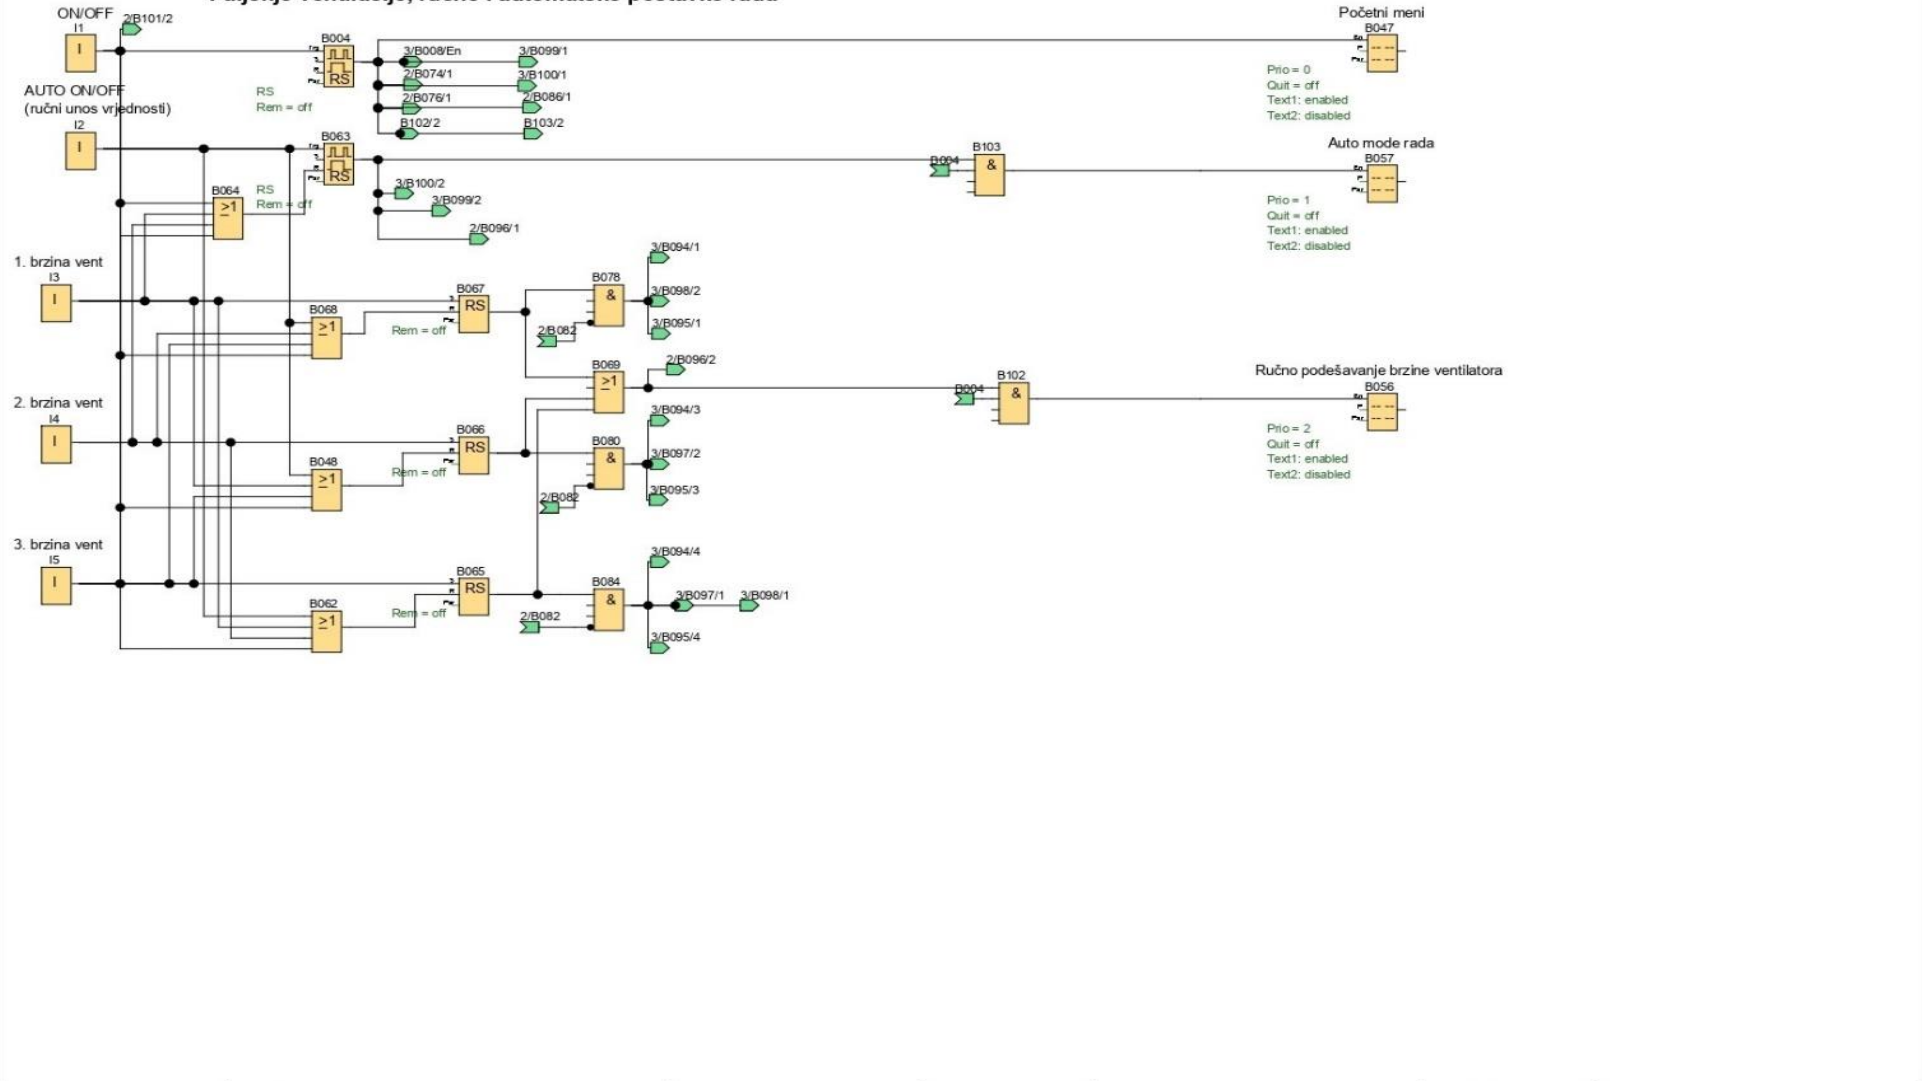 ON/OFF
I1
I
2/B101/2
B004
RS
RS
Rem = off
3/B008/En
3/B099/1
2/B074/1
3/B100/1
2/B076/1
2/B086/1
B102/2
B103/2
Početni meni
B047
Prio = 0
Quit = off
Text1: enabled
Text2: disabled
AUTO ON/OFF
(ručni unos vrjednosti)
I2
I
B063
RS
B064
≥1
RS
Rem = off
3/B100/2
3/B099/2
2/B096/1
B004
B103
&
Auto mode rada
B057
Prio = 1
Quit = off
Text1: enabled
Text2: disabled
1. brzina vent
I3
I
B068
≥1
B067
RS
Rem = off
B078
&
2/B082
3/B094/1
3/B098/2
3/B095/1
B069
≥1
2/B096/2
B004
B102
&
Ručno podešavanje brzine ventilatora
B056
Prio = 2
Quit = off
Text1: enabled
Text2: disabled
2. brzina vent
I4
I
B048
≥1
B066
RS
Rem = off
B080
&
2/B082
3/B094/3
3/B097/2
3/B095/3
3. brzina vent
I5
I
B062
≥1
B065
RS
Rem = off
B084
&
2/B082
3/B094/4
3/B097/1
3/B098/1
3/B095/4